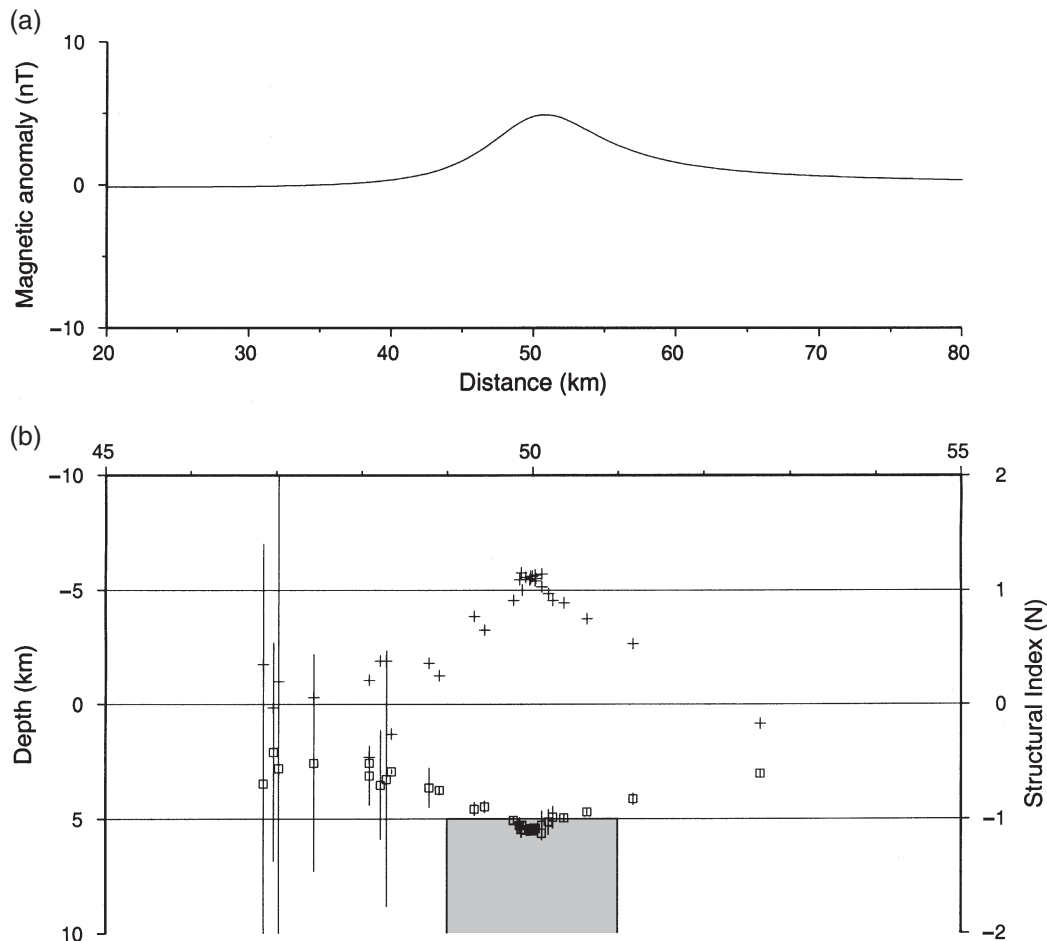 (a)
10
0
−10
Magnetic anomaly (nT)
20 30 40 50 60 70 80
Distance (km)
(b)
45 50 55
−10
−5
0
5
10
Depth (km)
2
1
0
−1
−2
Structural Index (N)